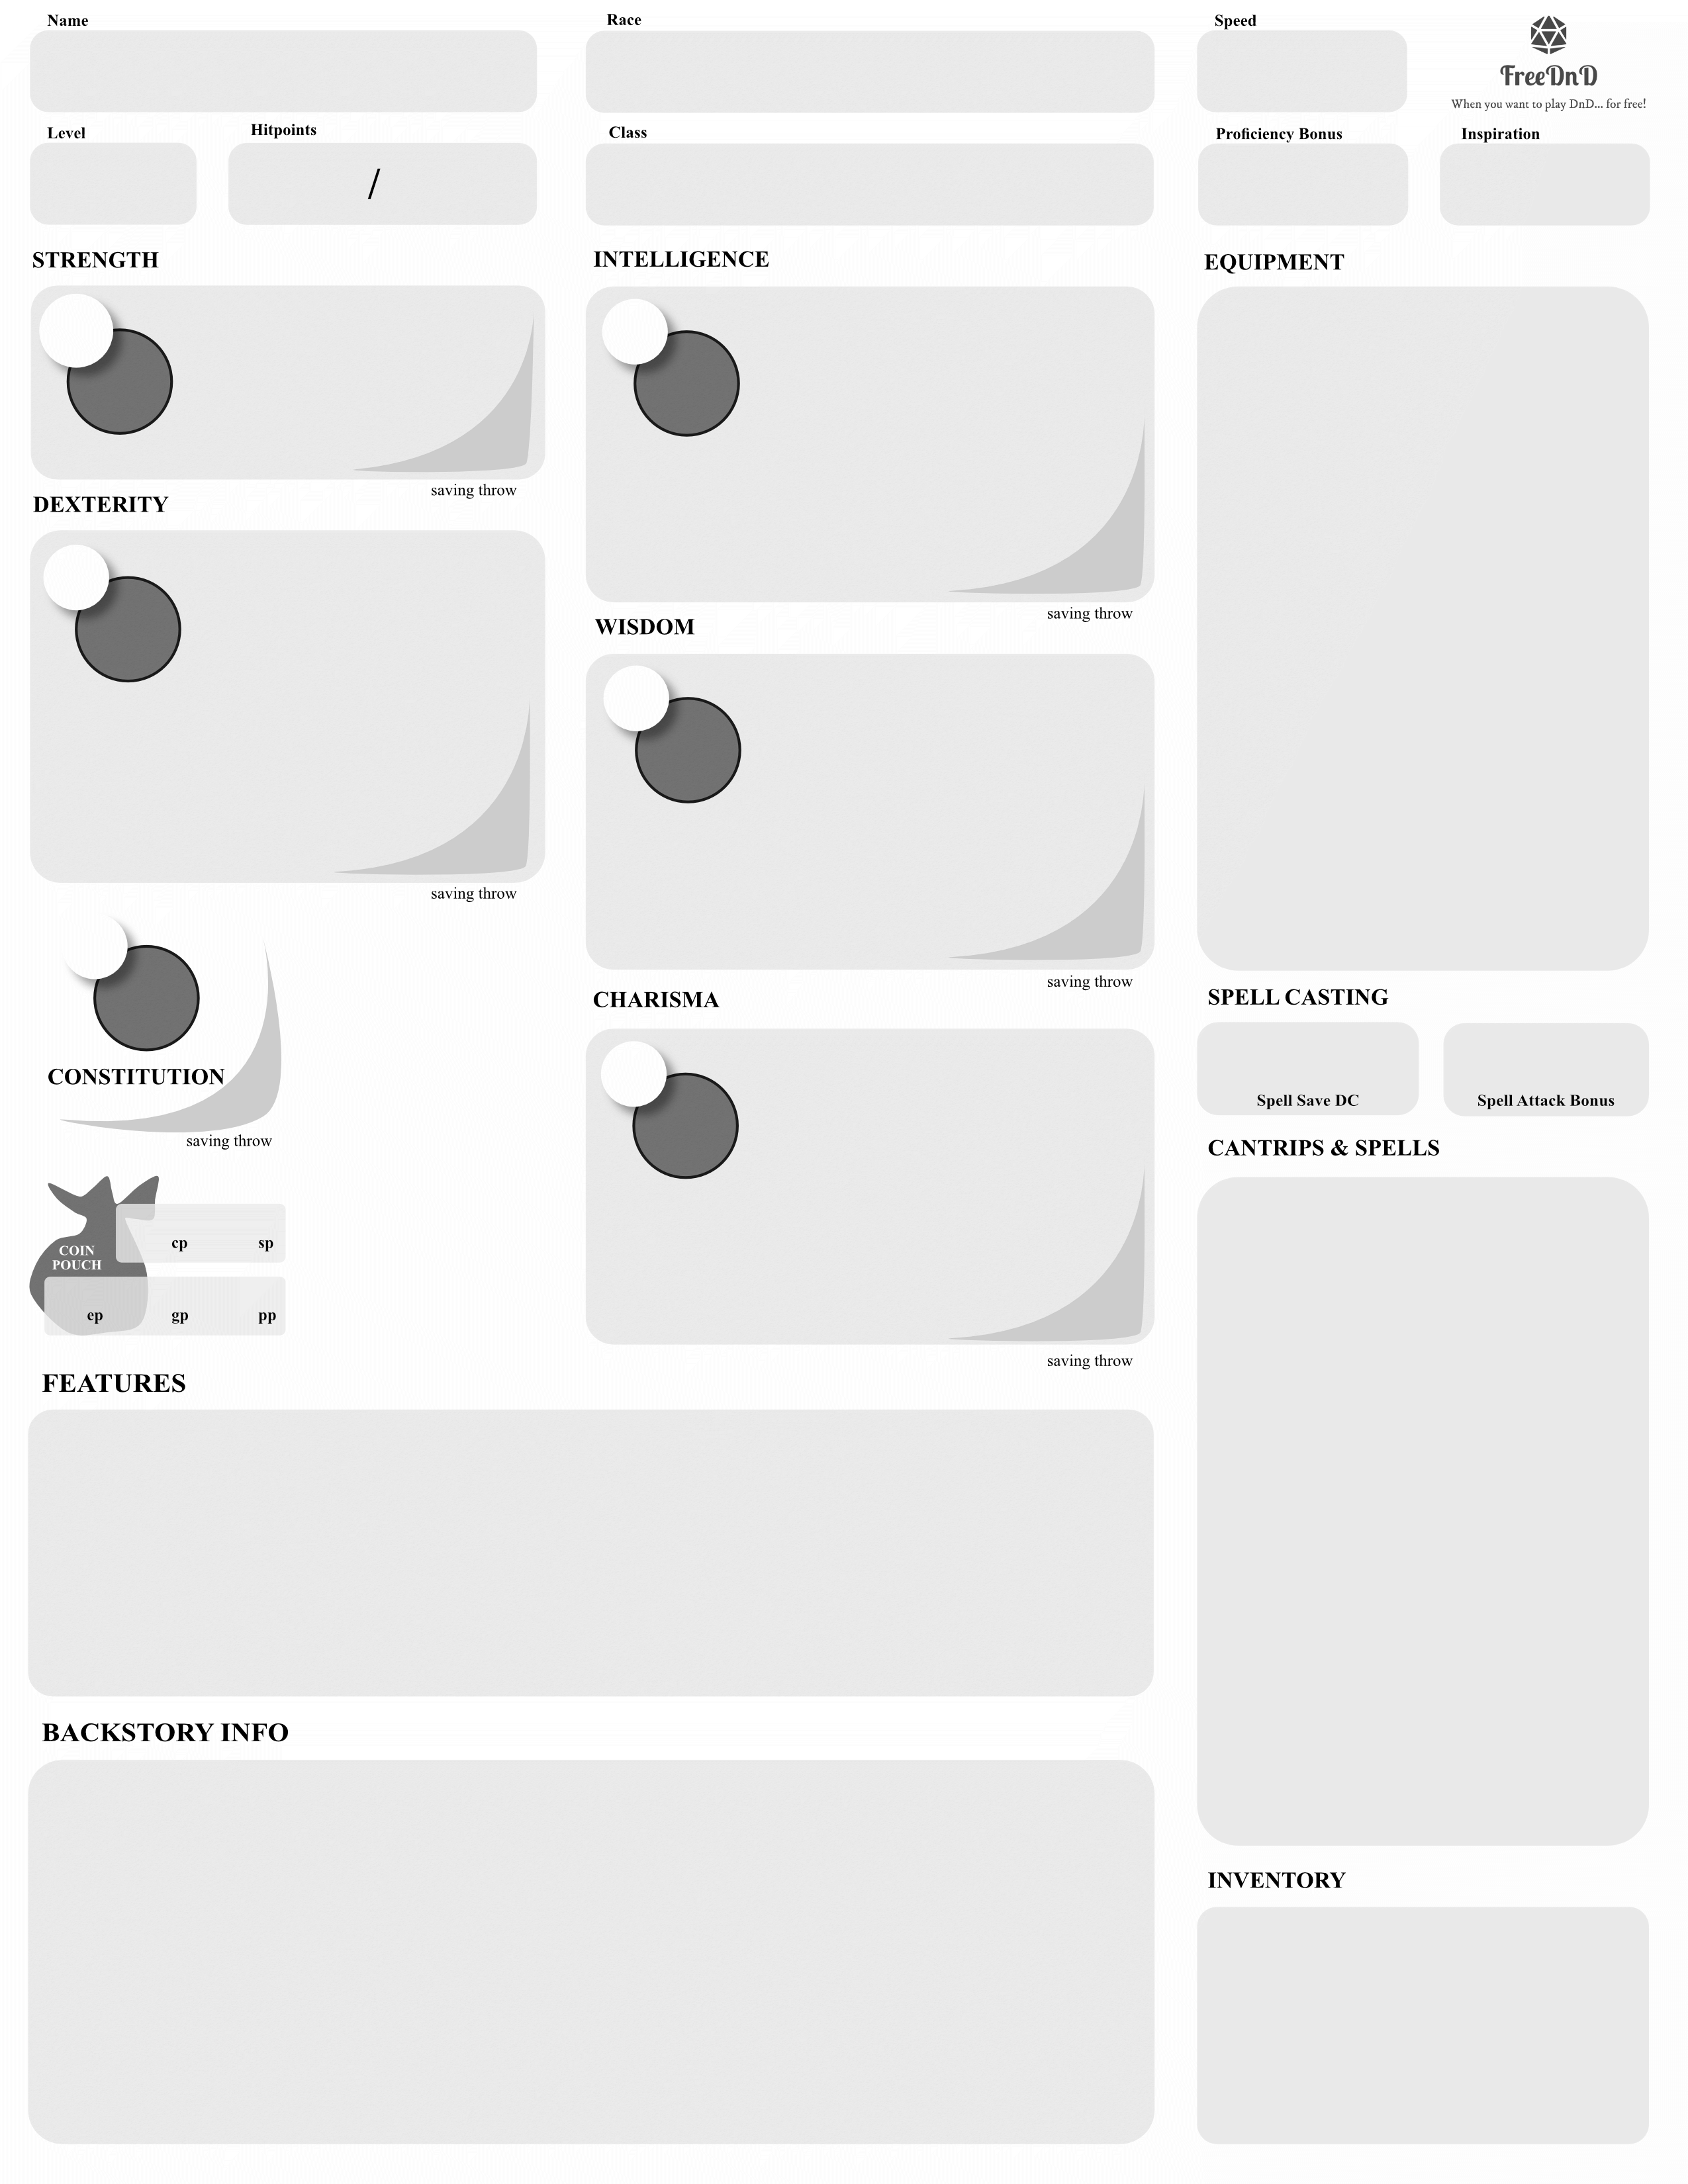 Name
Race
Speed
FreeDnD
When you want to play DnD... for free!
Level
Hitpoints
Class
Proficiency Bonus
Inspiration
/
STRENGTH
INTELLIGENCE
EQUIPMENT
saving throw
DEXTERITY
saving throw
WISDOM
saving throw
saving throw
CHARISMA
SPELL CASTING
CONSTITUTION
Spell Save DC
Spell Attack Bonus
saving throw
CANTRIPS & SPELLS
COIN
POUCH
cp
sp
ep
gp
pp
saving throw
FEATURES
BACKSTORY INFO
INVENTORY